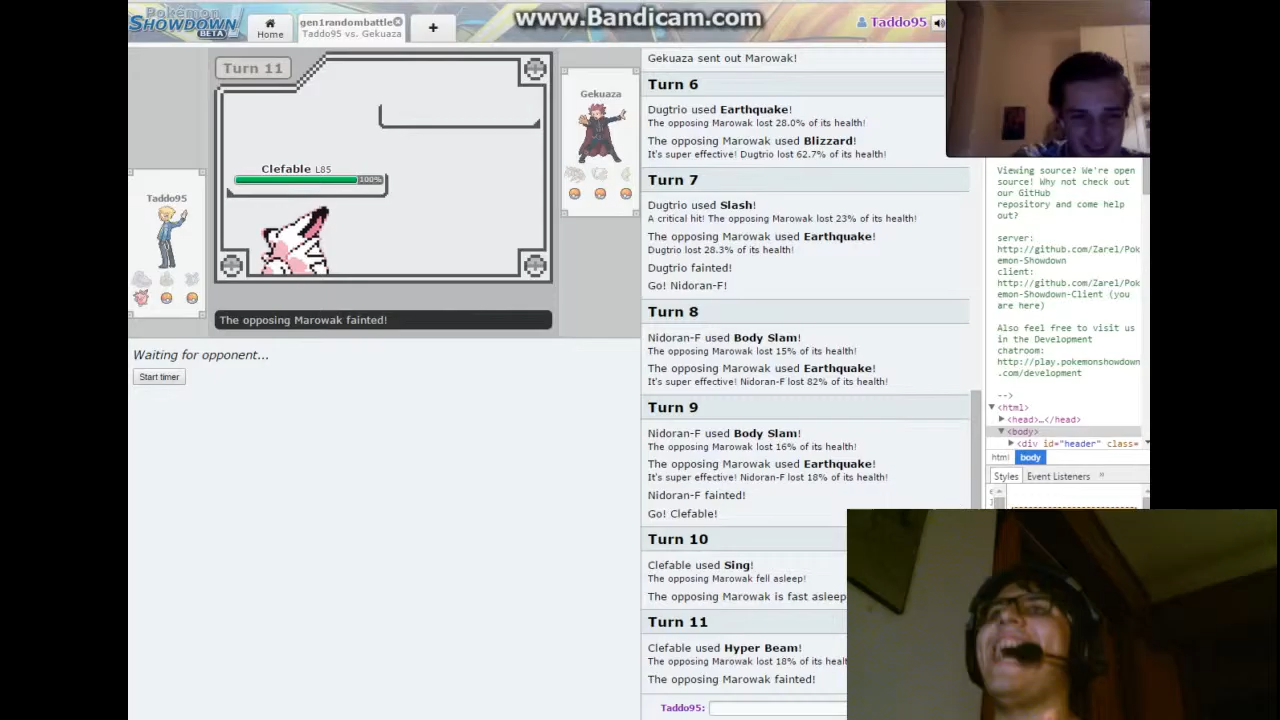 www.Bandicam.com
POKÉMON
SHOWDOWN
BETA
Home
gen1randombattle
Taddo95 vs. Gekuaza
+
Taddo95
Turn 11
Clefable L85
100%
Taddo95
Gekuaza
The opposing Marowak fainted!
Waiting for opponent...
Start timer
Gekuaza sent out Marowak!
Turn 6
Dugtrio used Earthquake!
The opposing Marowak lost 28.0% of its health!
The opposing Marowak used Blizzard!
It's super effective! Dugtrio lost 62.7% of its health!
Turn 7
Dugtrio used Slash!
A critical hit! The opposing Marowak lost 23% of its health!
The opposing Marowak used Earthquake!
Dugtrio lost 28.3% of its health!
Dugtrio fainted!
Go! Nidoran-F!
Turn 8
Nidoran-F used Body Slam!
The opposing Marowak lost 15% of its health!
The opposing Marowak used Earthquake!
It's super effective! Nidoran-F lost 82% of its health!
Turn 9
Nidoran-F used Body Slam!
The opposing Marowak lost 16% of its health!
The opposing Marowak used Earthquake!
It's super effective! Nidoran-F lost 18% of its health!
Nidoran-F fainted!
Go! Clefable!
Turn 10
Clefable used Sing!
The opposing Marowak fell asleep!
The opposing Marowak is fast asleep
Turn 11
Clefable used Hyper Beam!
The opposing Marowak lost 18% of its healt
The opposing Marowak fainted!
Taddo95:
Viewing source? We're open
source! Why not check out
our GitHub
repository and come help
out?
server:
http://github.com/Zarel/Pok
emon-Showdown
client:
http://github.com/Zarel/Pok
emon-Showdown-Client (you
are here)
Also feel free to visit us
in the Development
chatroom:
http://play.pokemonshowdown
.com/development
-->
<html>
<head>…</head>
<body>
<div id="header" class=
html body
Styles Event Listeners »